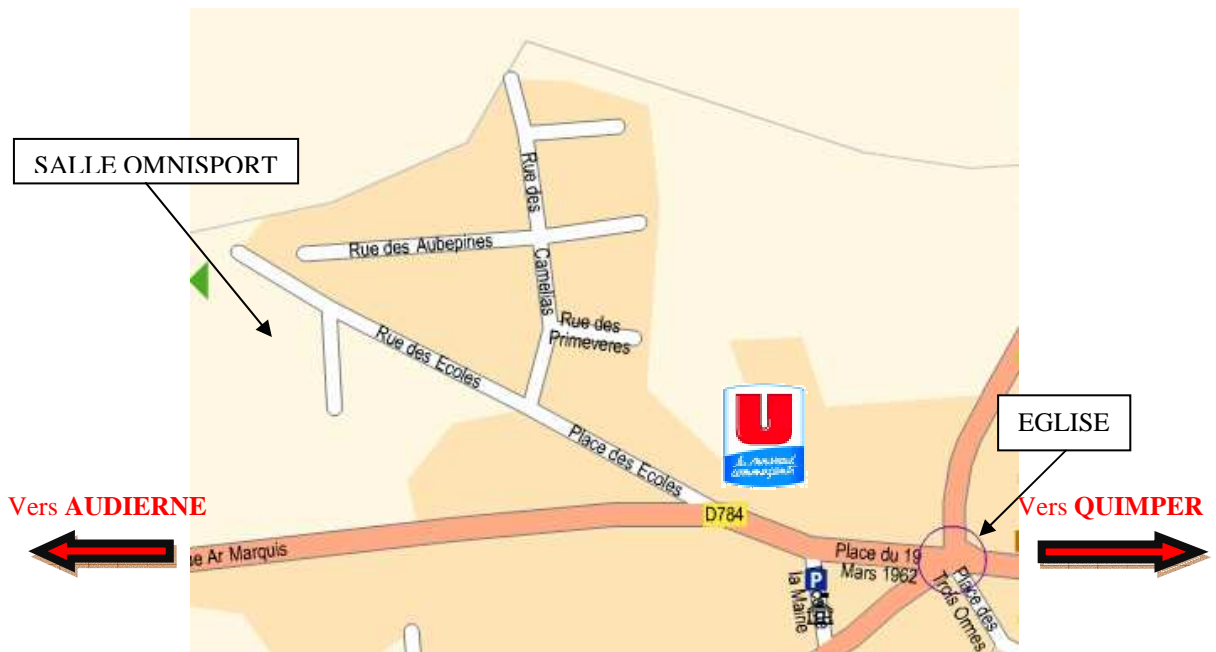 SALLE OMNISPORT
Rue des
Camelias
Rue des Aubepines
Rue des
Primeveres
Rue des Ecoles
Place des Ecoles
U
EGLISE
Vers AUDIERNE
Vers QUIMPER
D784
Ar Marquis
Place du 19
Mars 1962
P
la Mairie
Place des
Trois Ormes